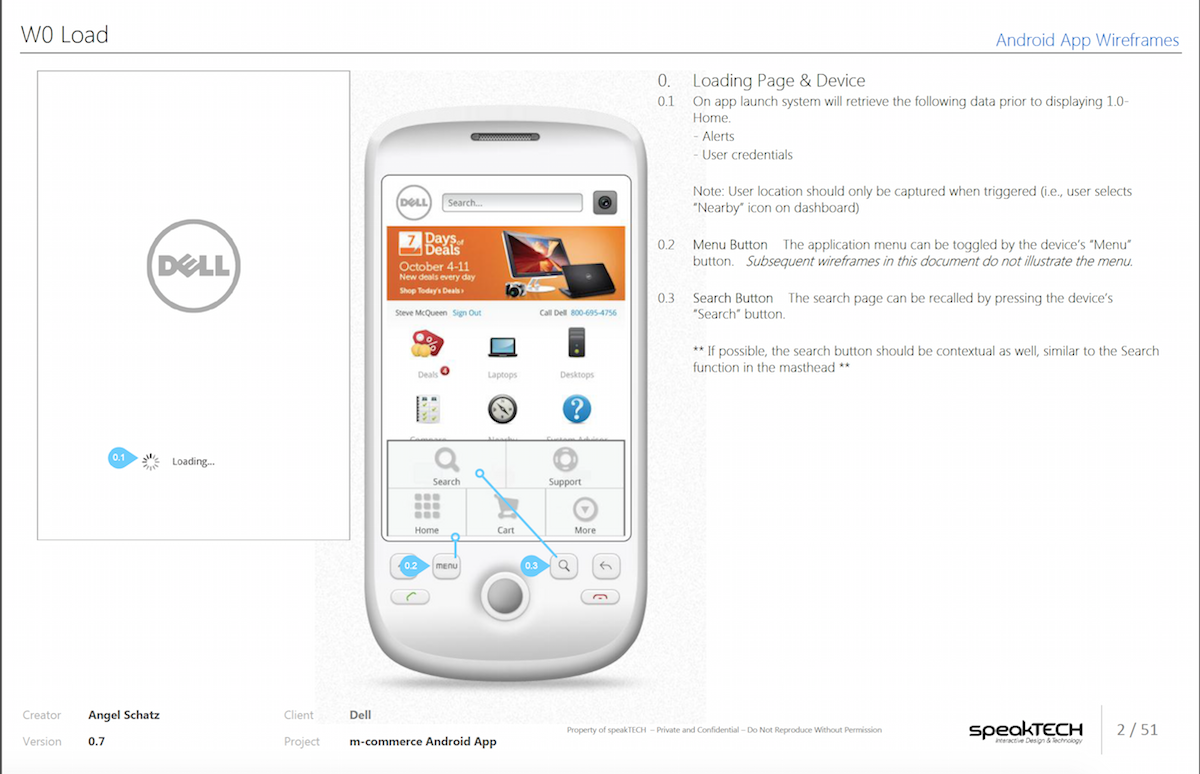 W0 Load
Android App Wireframes
DELL
0.1
Loading...
DELL
Search...
7 Days of Deals
October 4-11
New deals every day
Shop Today's Deals ›
Steve McQueen Sign Out
Call Dell 800-695-4756
Deals 4
Laptops
Desktops
Compare
Nearby
System Advisor
Search
Support
Home
Cart
More
0.2
MENU
0.3
0. Loading Page & Device
0.1 On app launch system will retrieve the following data prior to displaying 1.0-
Home.
- Alerts
- User credentials
Note: User location should only be captured when triggered (i.e., user selects
"Nearby" icon on dashboard)
0.2 Menu Button The application menu can be toggled by the device's "Menu"
button. Subsequent wireframes in this document do not illustrate the menu.
0.3 Search Button The search page can be recalled by pressing the device's
"Search" button.
** If possible, the search button should be contextual as well, similar to the Search
function in the masthead **
Creator Angel Schatz
Version 0.7
Client Dell
Project m-commerce Android App
Property of speakTECH – Private and Confidential – Do Not Reproduce Without Permission
speakTECH
Interactive Design & Technology
2 / 51